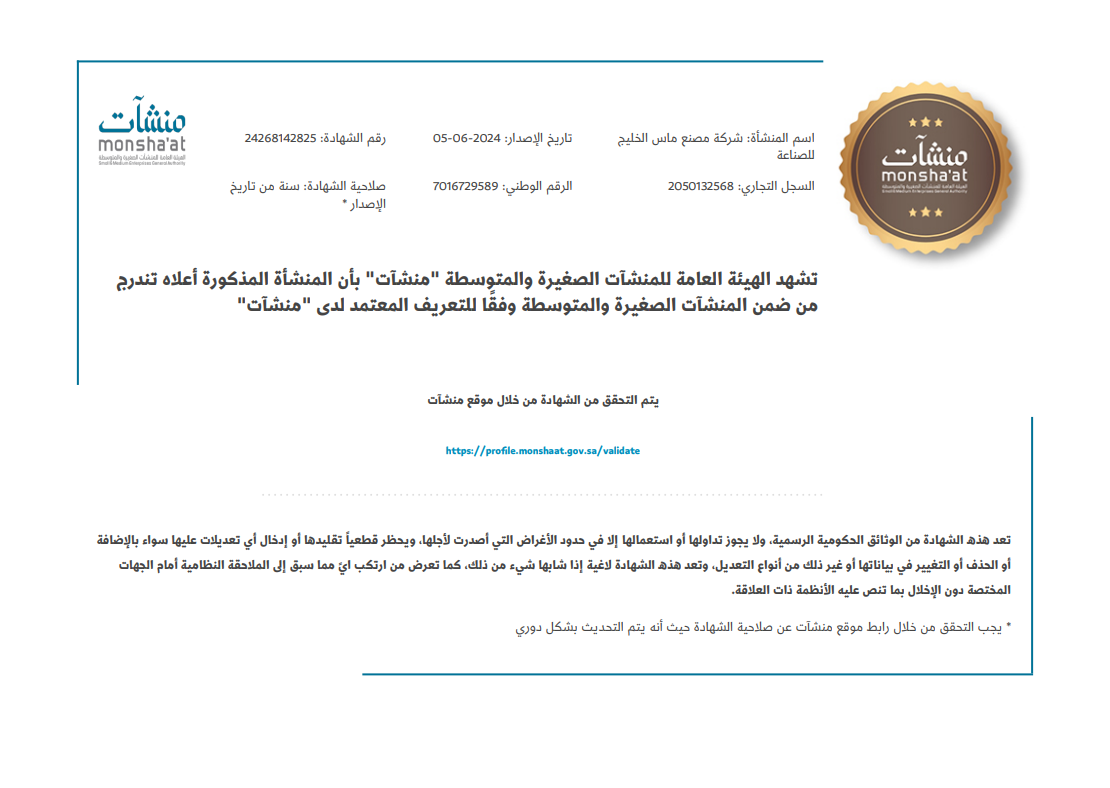 منشآت
monsha'at
الهيئة العامة للمنشآت الصغيرة والمتوسطة
Small & Medium Enterprises General Authority
منشآت
monsha'at
الهيئة العامة للمنشآت الصغيرة والمتوسطة
Small & Medium Enterprises General Authority
اسم المنشأة: شركة مصنع ماس الخليج
للصناعة
تاريخ الإصدار: 2024-06-05
رقم الشهادة: 24268142825
السجل التجاري: 2050132568
الرقم الوطني: 7016729589
صلاحية الشهادة: سنة من تاريخ
الإصدار *
تشهد الهيئة العامة للمنشآت الصغيرة والمتوسطة "منشآت" بأن المنشأة المذكورة أعلاه تندرج
من ضمن المنشآت الصغيرة والمتوسطة وفقًا للتعريف المعتمد لدى "منشآت"
يتم التحقق من الشهادة من خلال موقع منشآت
https://profile.monshaat.gov.sa/validate
تعد هذه الشهادة من الوثائق الحكومية الرسمية، ولا يجوز تداولها أو استعمالها إلا في حدود الأغراض التي أصدرت لأجلها، ويحظر قطعياً تقليدها أو إدخال أي تعديلات عليها سواء بالإضافة
أو الحذف أو التغيير في بياناتها أو غير ذلك من أنواع التعديل، وتعد هذه الشهادة لاغية إذا شابها شيء من ذلك، كما تعرض من ارتكب ايّ مما سبق إلى الملاحقة النظامية أمام الجهات
المختصة دون الإخلال بما تنص عليه الأنظمة ذات العلاقة.
* يجب التحقق من خلال رابط موقع منشآت عن صلاحية الشهادة حيث أنه يتم التحديث بشكل دوري